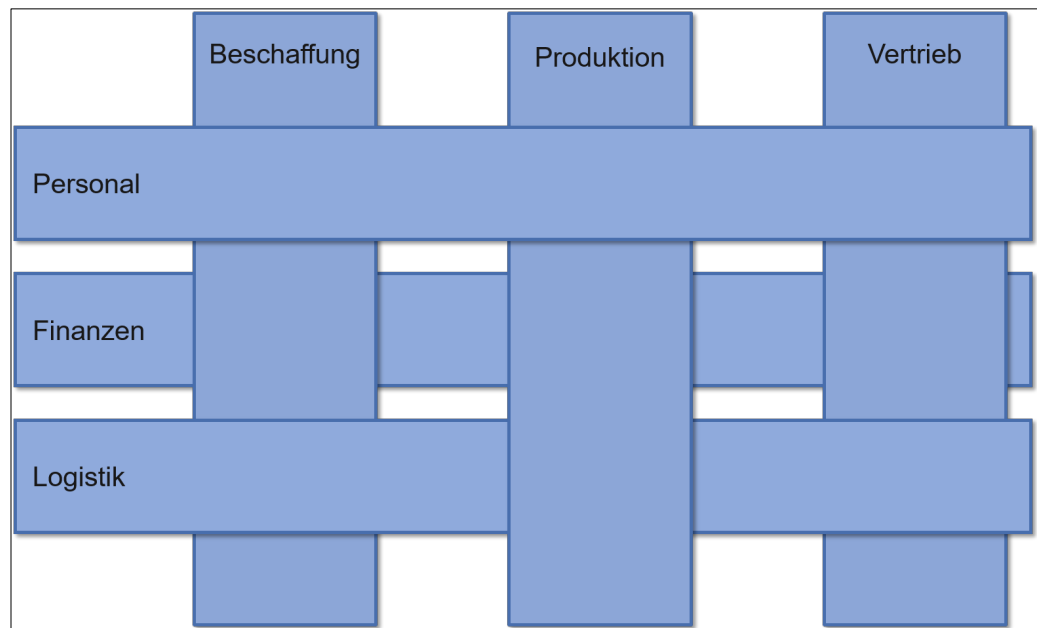 Beschaffung
Produktion
Vertrieb
Personal
Finanzen
Logistik